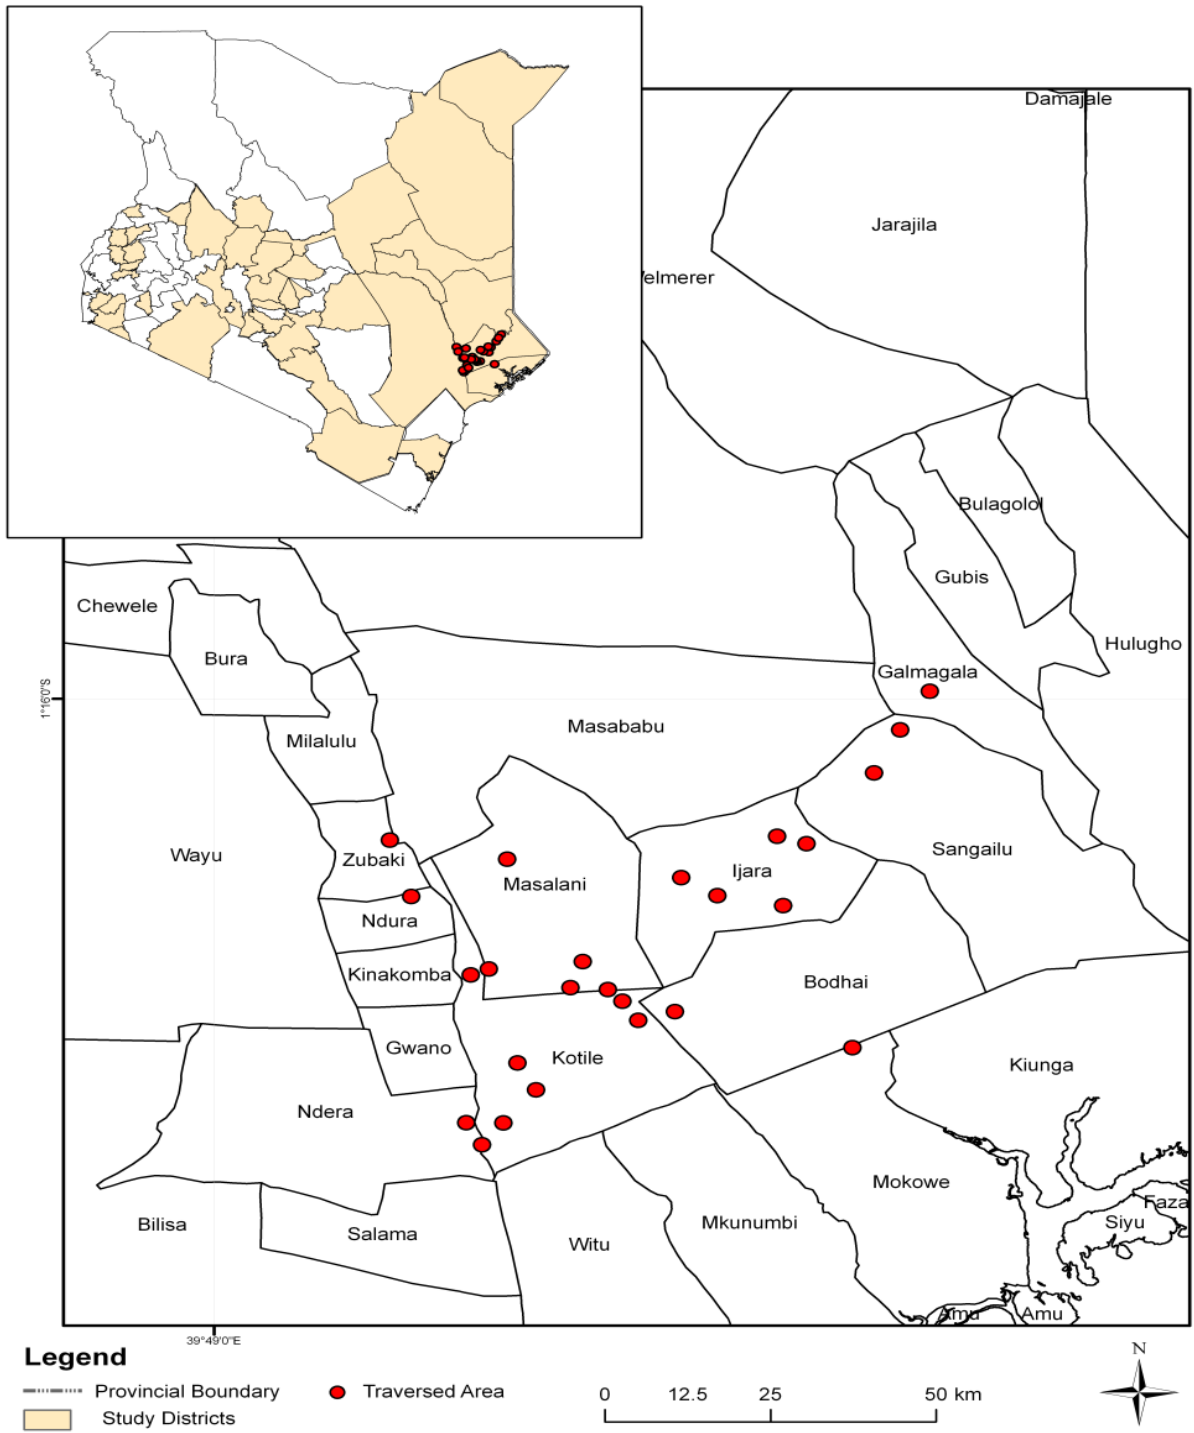 Damajale
Jarajila
elmerer
Bulagolol
Gubis
Chewele
Hulugho
Bura
Galmagala
1°16'0"S
Masababu
Milalulu
Wayu
Zubaki
Sangailu
Ijara
Masalani
Ndura
Kinakomba
Bodhai
Gwano
Kotile
Kiunga
Ndera
Mokowe
Faza
Bilisa
Salama
Mkunumbi
Siyu
Witu
Amu
Amu
39°49'0"E
Legend
N
Provincial Boundary
Traversed Area
0 12.5 25 50 km
Study Districts